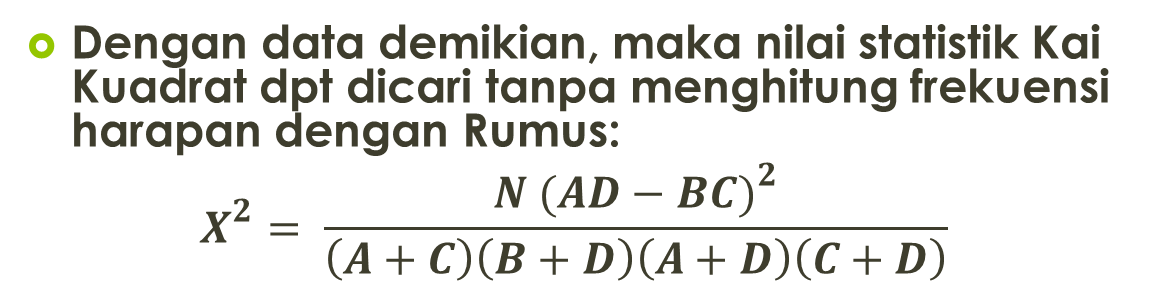 Dengan data demikian, maka nilai statistik Kai
Kuadrat dpt dicari tanpa menghitung frekuensi
harapan dengan Rumus:
X² = N (AD − BC)² / (A + C)(B + D)(A + D)(C + D)